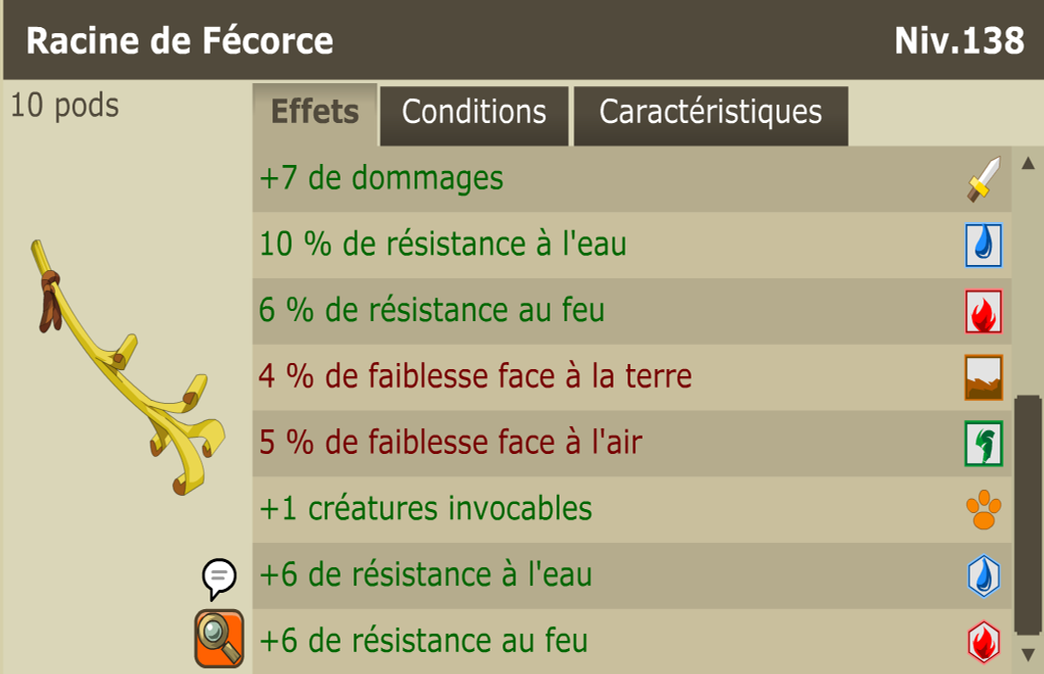 Racine de Fécorce
Niv.138
10 pods
Effets
Conditions
Caractéristiques
+7 de dommages
10 % de résistance à l'eau
6 % de résistance au feu
4 % de faiblesse face à la terre
5 % de faiblesse face à l'air
+1 créatures invocables
+6 de résistance à l'eau
+6 de résistance au feu